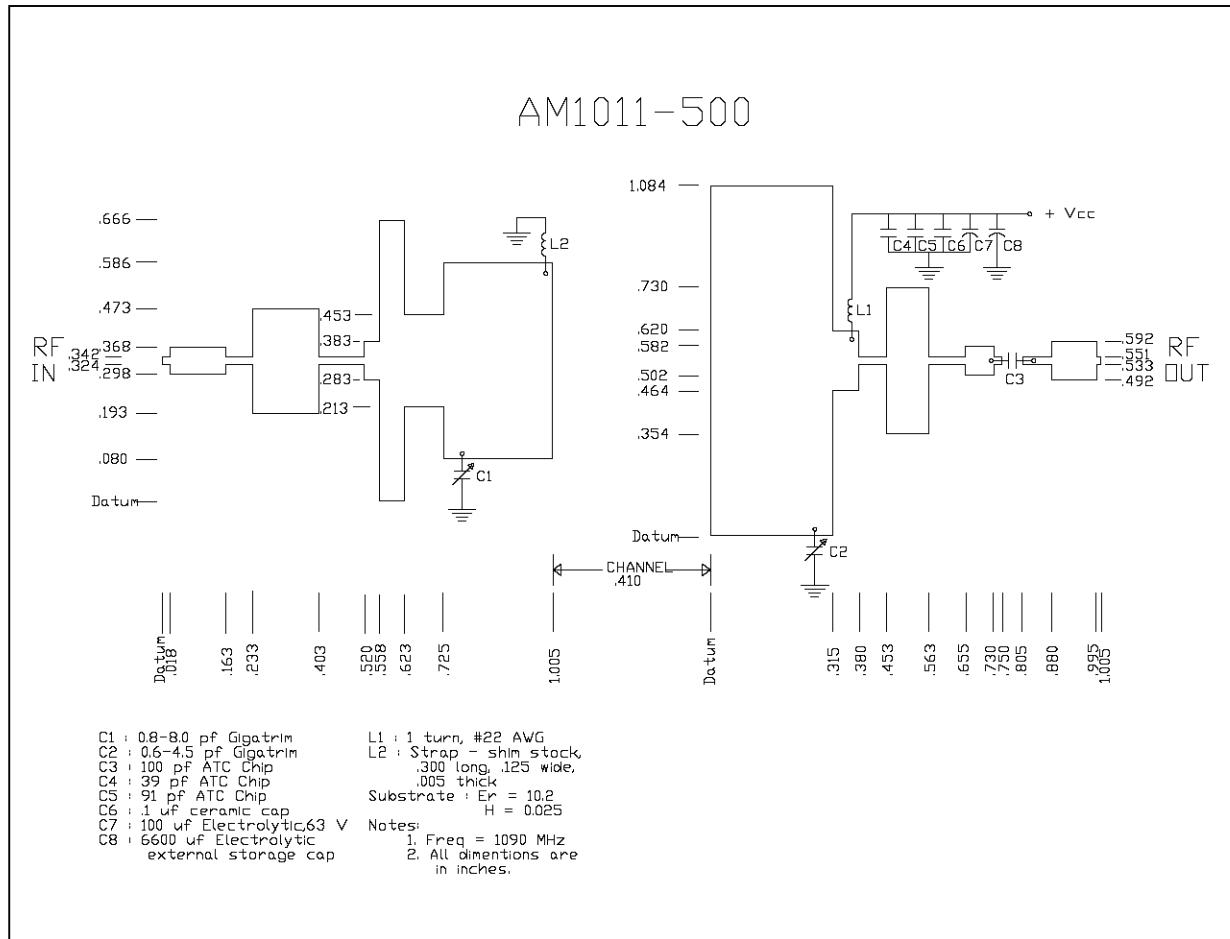 AM1011-500
1.084
.666
.586
.473
.368
.342
.324
.298
.193
.080
Datum
RF
IN
.453
.383
.283
.213
L2
C1
.730
.620
.582
.502
.464
.354
Datum
+ Vcc
C4
C5
C6
C7
C8
L1
C3
C2
.592
.551
.533
.492
RF
OUT
CHANNEL
.410
Datum
.018
.163
.233
.403
.520
.558
.623
.725
1.005
Datum
.315
.380
.453
.563
.655
.730
.750
.805
.880
.995
1.005
C1 : 0.8-8.0 pf Gigatrim
C2 : 0.6-4.5 pf Gigatrim
C3 : 100 pf ATC Chip
C4 : 39 pf ATC Chip
C5 : 91 pf ATC Chip
C6 : .1 uf ceramic cap
C7 : 100 uf Electrolytic,63 V
C8 : 6600 uf Electrolytic
external storage cap
L1 : 1 turn, #22 AWG
L2 : Strap - shim stock,
.300 long, .125 wide,
.005 thick
Substrate : Er = 10.2
H = 0.025
Notes:
1. Freq = 1090 MHz
2. All dimentions are
in inches.